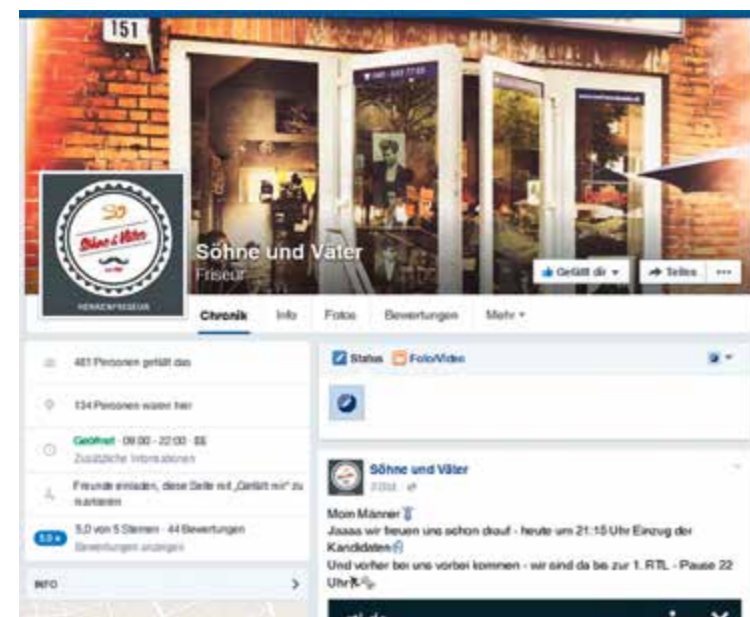 151
Söhne & Väter
HERRENFRISEUR
Söhne und Väter
Friseur
Gefällt dir
Teilen
Chronik Info Fotos Bewertungen Mehr
461 Personen gefällt das
134 Personen waren hier
Geöffnet · 09:00 - 22:00 · $$
Zusätzliche Informationen
Freunde einladen, diese Seite mit „Gefällt mir“ zu
markieren
5,0 von 5 Sternen · 44 Bewertungen
Bewertungen anzeigen
INFO
Status Foto/Video
Söhne und Väter
Moin Männer
Jaaaa wir freuen uns schon drauf - heute um 21:15 Uhr Einzug der
Kandidaten
Und vorher bei uns vorbei kommen - wir sind da bis zur 1. RTL - Pause 22
Uhr